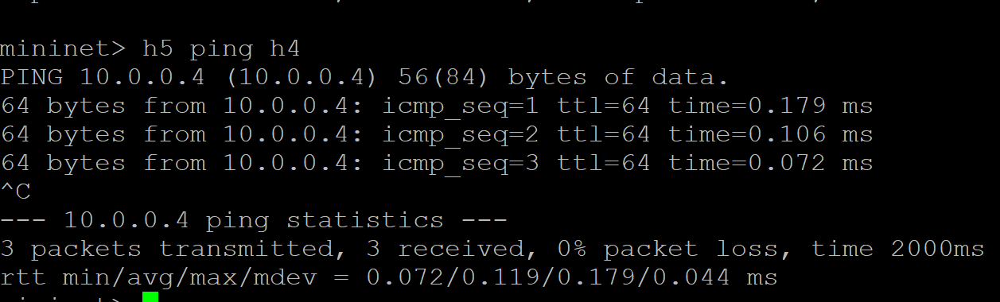 mininet> h5 ping h4
PING 10.0.0.4 (10.0.0.4) 56(84) bytes of data.
64 bytes from 10.0.0.4: icmp_seq=1 ttl=64 time=0.179 ms
64 bytes from 10.0.0.4: icmp_seq=2 ttl=64 time=0.106 ms
64 bytes from 10.0.0.4: icmp_seq=3 ttl=64 time=0.072 ms
^C
--- 10.0.0.4 ping statistics ---
3 packets transmitted, 3 received, 0% packet loss, time 2000ms
rtt min/avg/max/mdev = 0.072/0.119/0.179/0.044 ms
mininet>